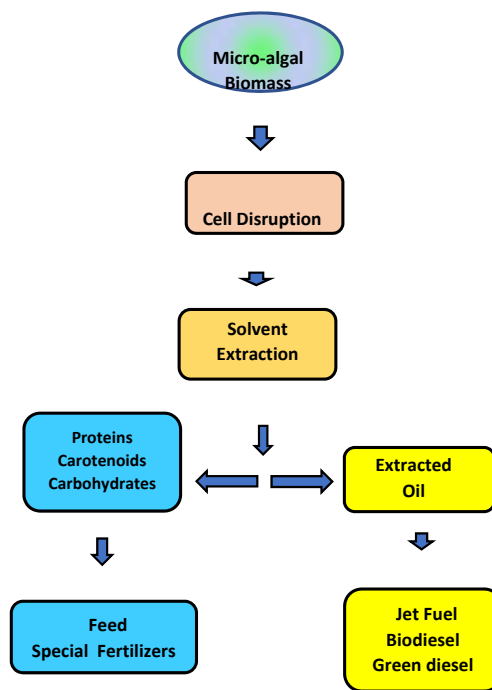 Micro-algal
Biomass
Cell Disruption
Solvent
Extraction
Proteins
Carotenoids
Carbohydrates
Extracted
Oil
Feed
Special Fertilizers
Jet Fuel
Biodiesel
Green diesel